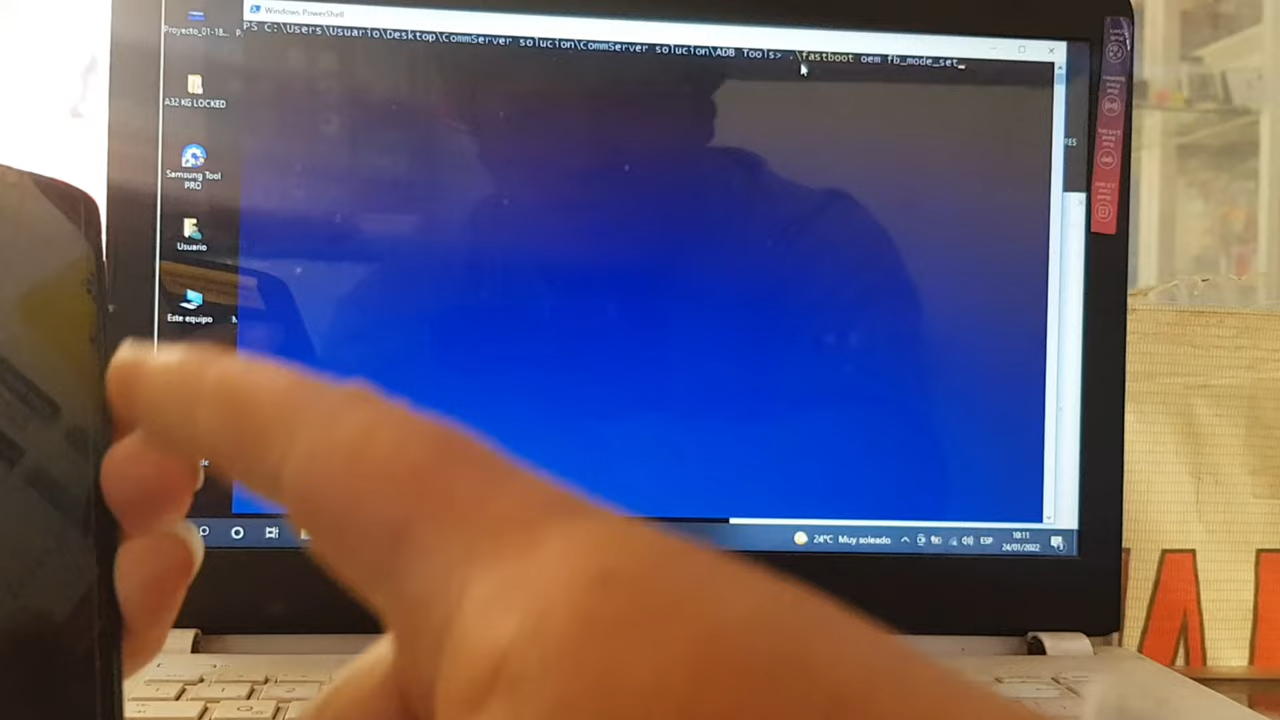 Windows PowerShell
PS C:\Users\Usuario\Desktop\CommServer solucion\CommServer solucion\ADB Tools> .\fastboot oem fb_mode_set_
Proyecto_01-18...
A32 KG LOCKED
Samsung Tool
PRO
Usuario
Este equipo
24°C Muy soleado
ESP
10:11
24/01/2022